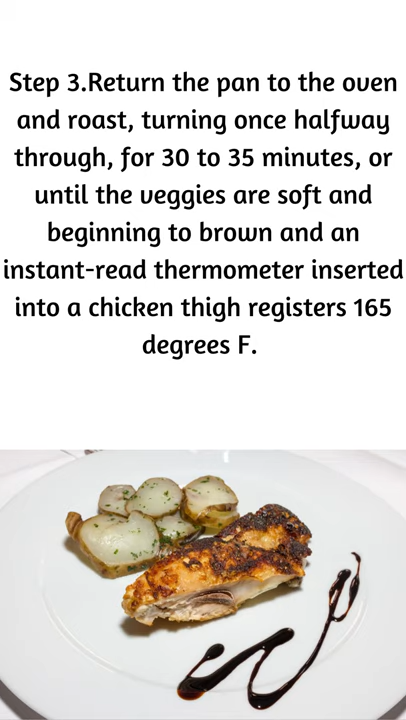 Step 3.Return the pan to the oven
and roast, turning once halfway
through, for 30 to 35 minutes, or
until the veggies are soft and
beginning to brown and an
instant-read thermometer inserted
into a chicken thigh registers 165
degrees F.